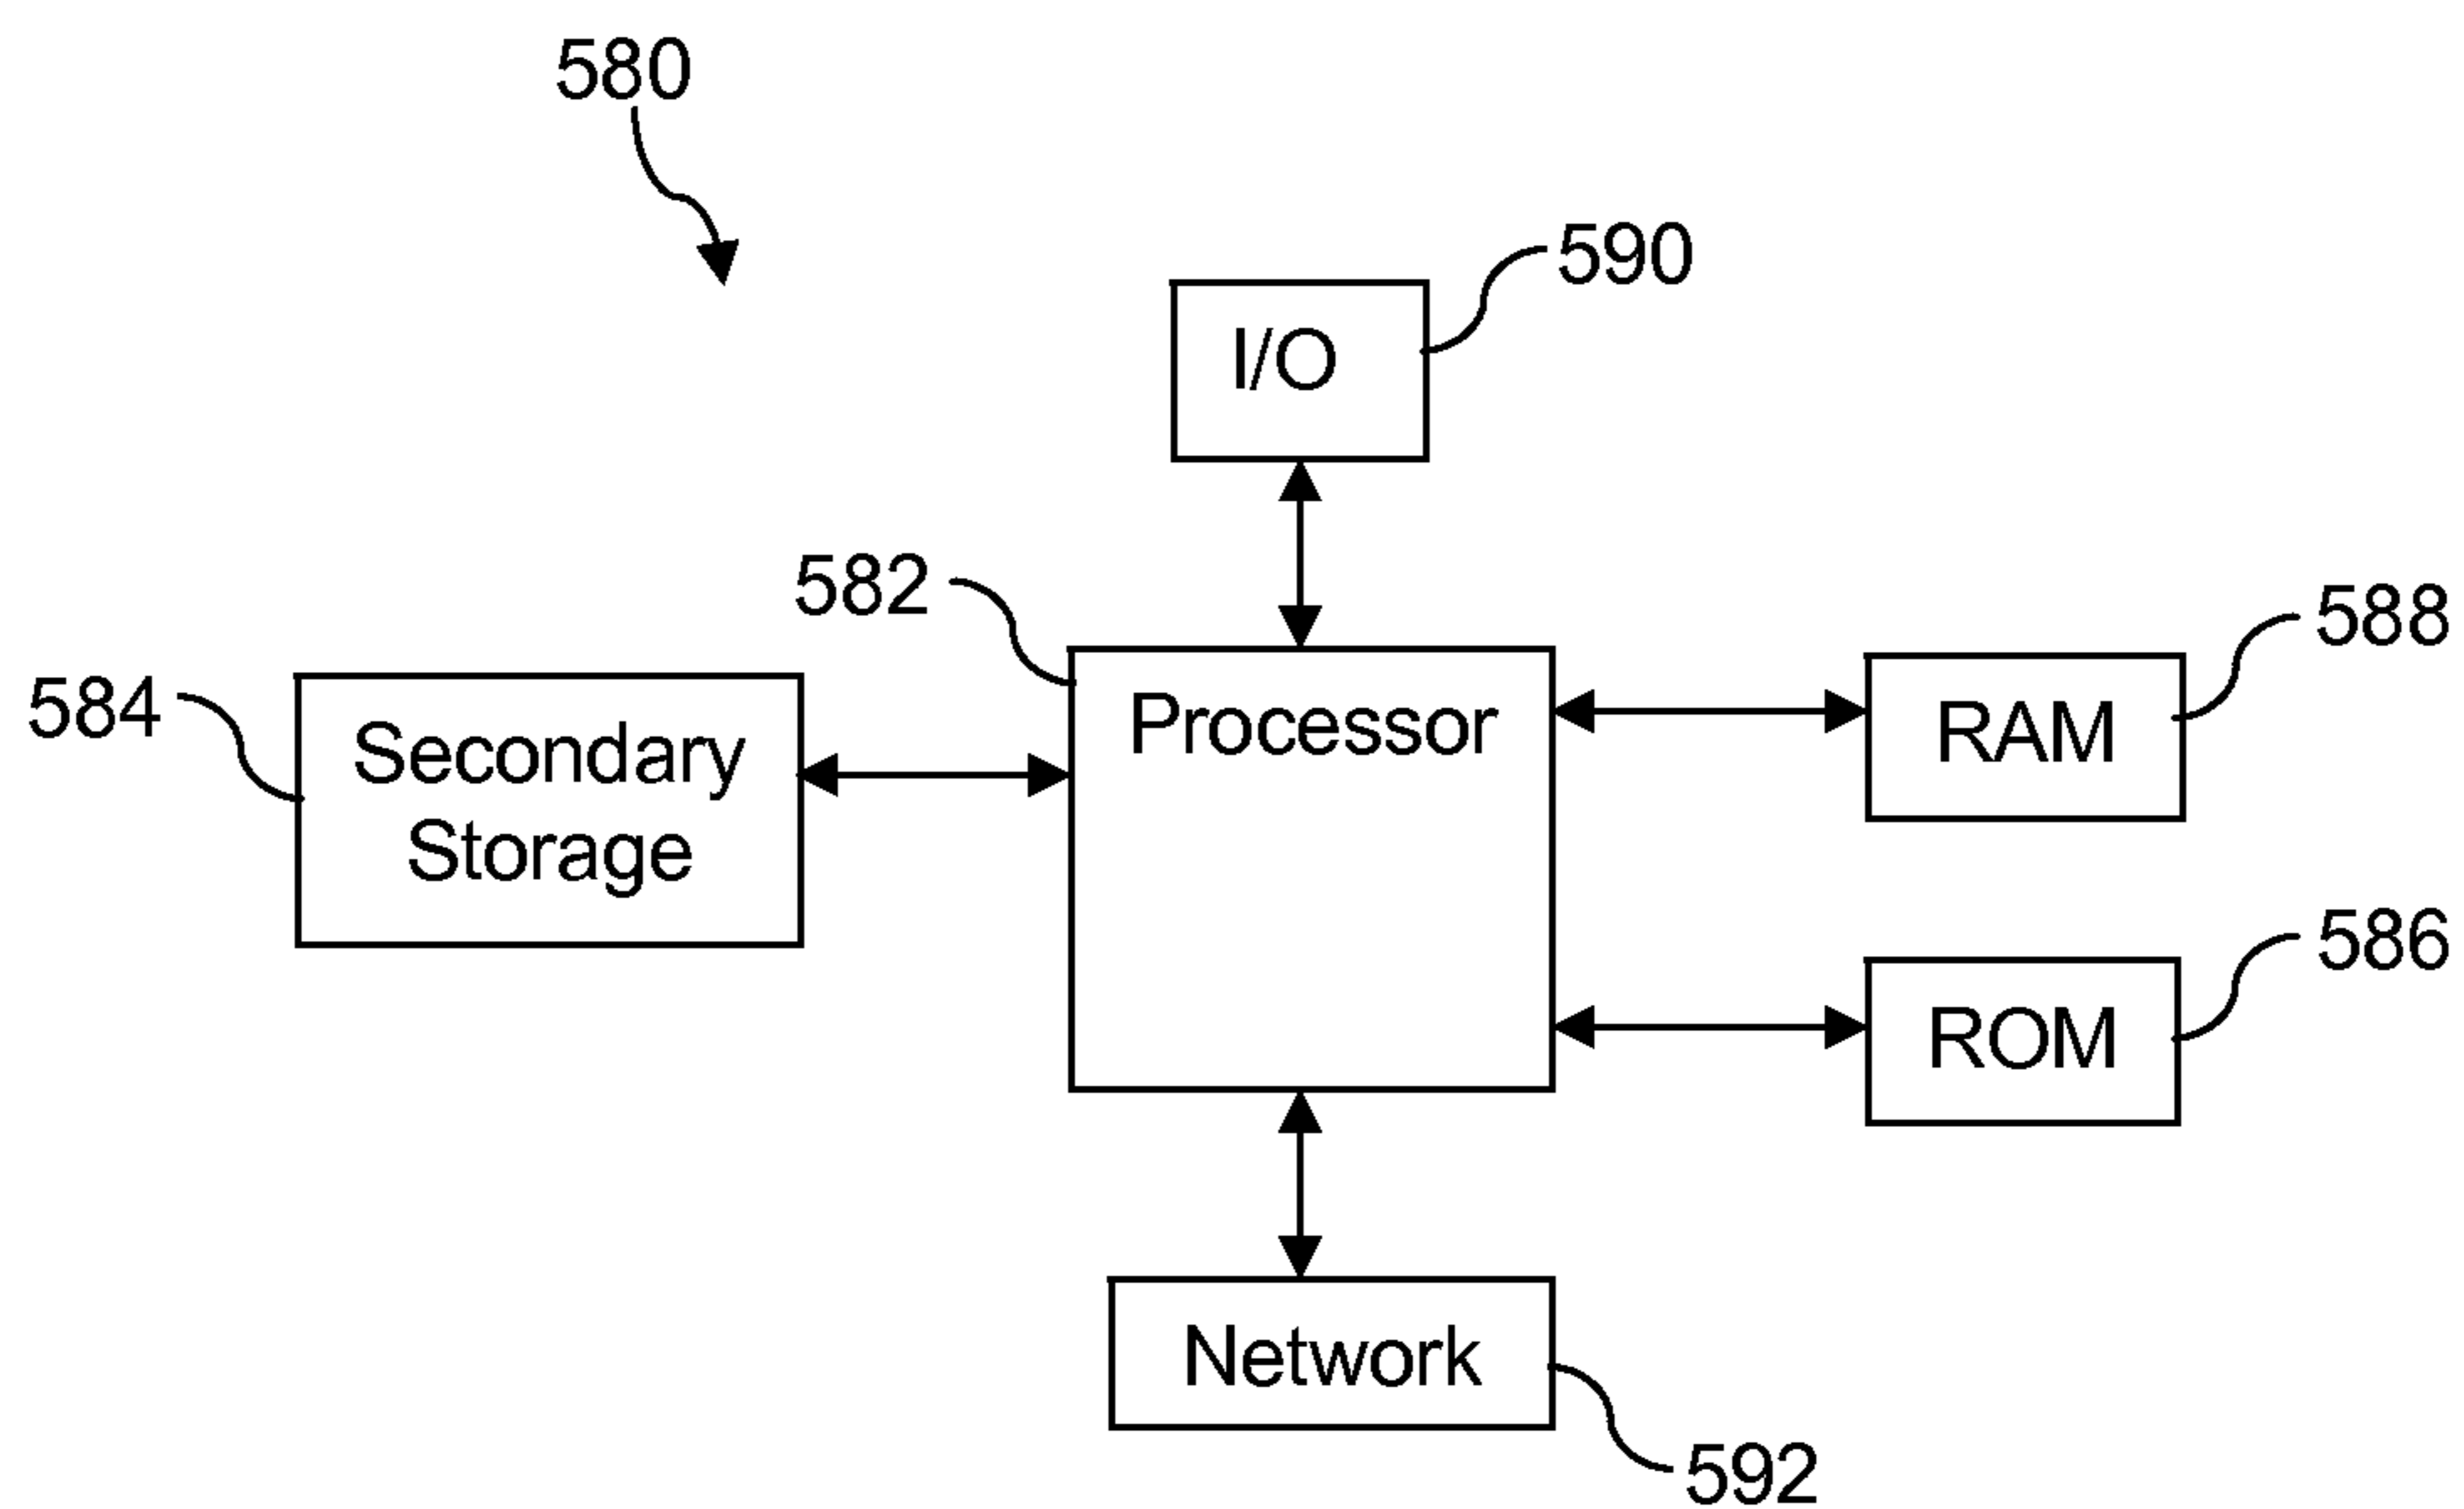 580
590
I/O
582
588
584
Processor
RAM
Secondary
Storage
586
ROM
Network
592